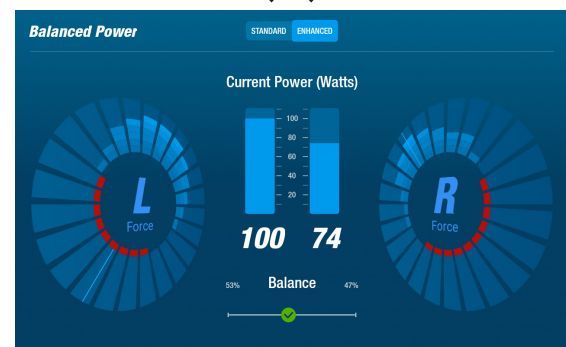 Balanced Power
STANDARD ENHANCED
Current Power (Watts)
100
80
60
40
20
L
Force
R
Force
100 74
53% Balance 47%